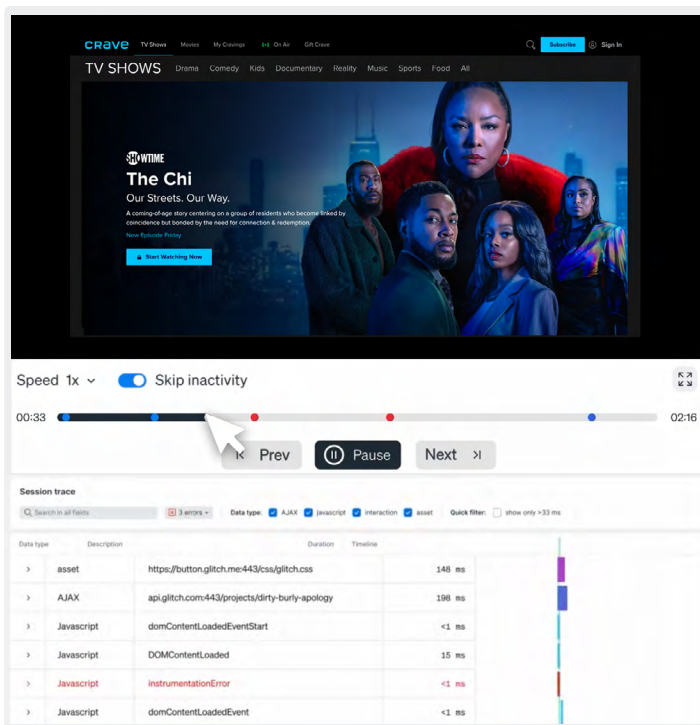 CRAVE TV Shows Movies My Cravings On Air Gift Crave Subscribe Sign In
TV SHOWS Drama Comedy Kids Documentary Reality Music Sports Food All
SHOWTIME
The Chi
Our Streets. Our Way.
A coming-of-age story centering on a group of residents who become linked by
coincidence but bonded by the need for connection & redemption.
New Episode Friday
Start Watching Now
Speed 1x Skip inactivity
00:33 02:16
Prev Pause Next
Session trace
Search in all fields 3 errors Data type: AJAX javascript interaction asset Quick filter: show only >33 ms
Data type Description Duration Timeline
asset https://button.glitch.me:443/css/glitch.css 148 ms
AJAX api.glitch.com:443/projects/dirty-burly-apology 198 ms
Javascript domContentLoadedEventStart <1 ms
Javascript DOMContentLoaded 15 ms
Javascript instrumentationError <1 ms
Javascript domContentLoadedEvent <1 ms